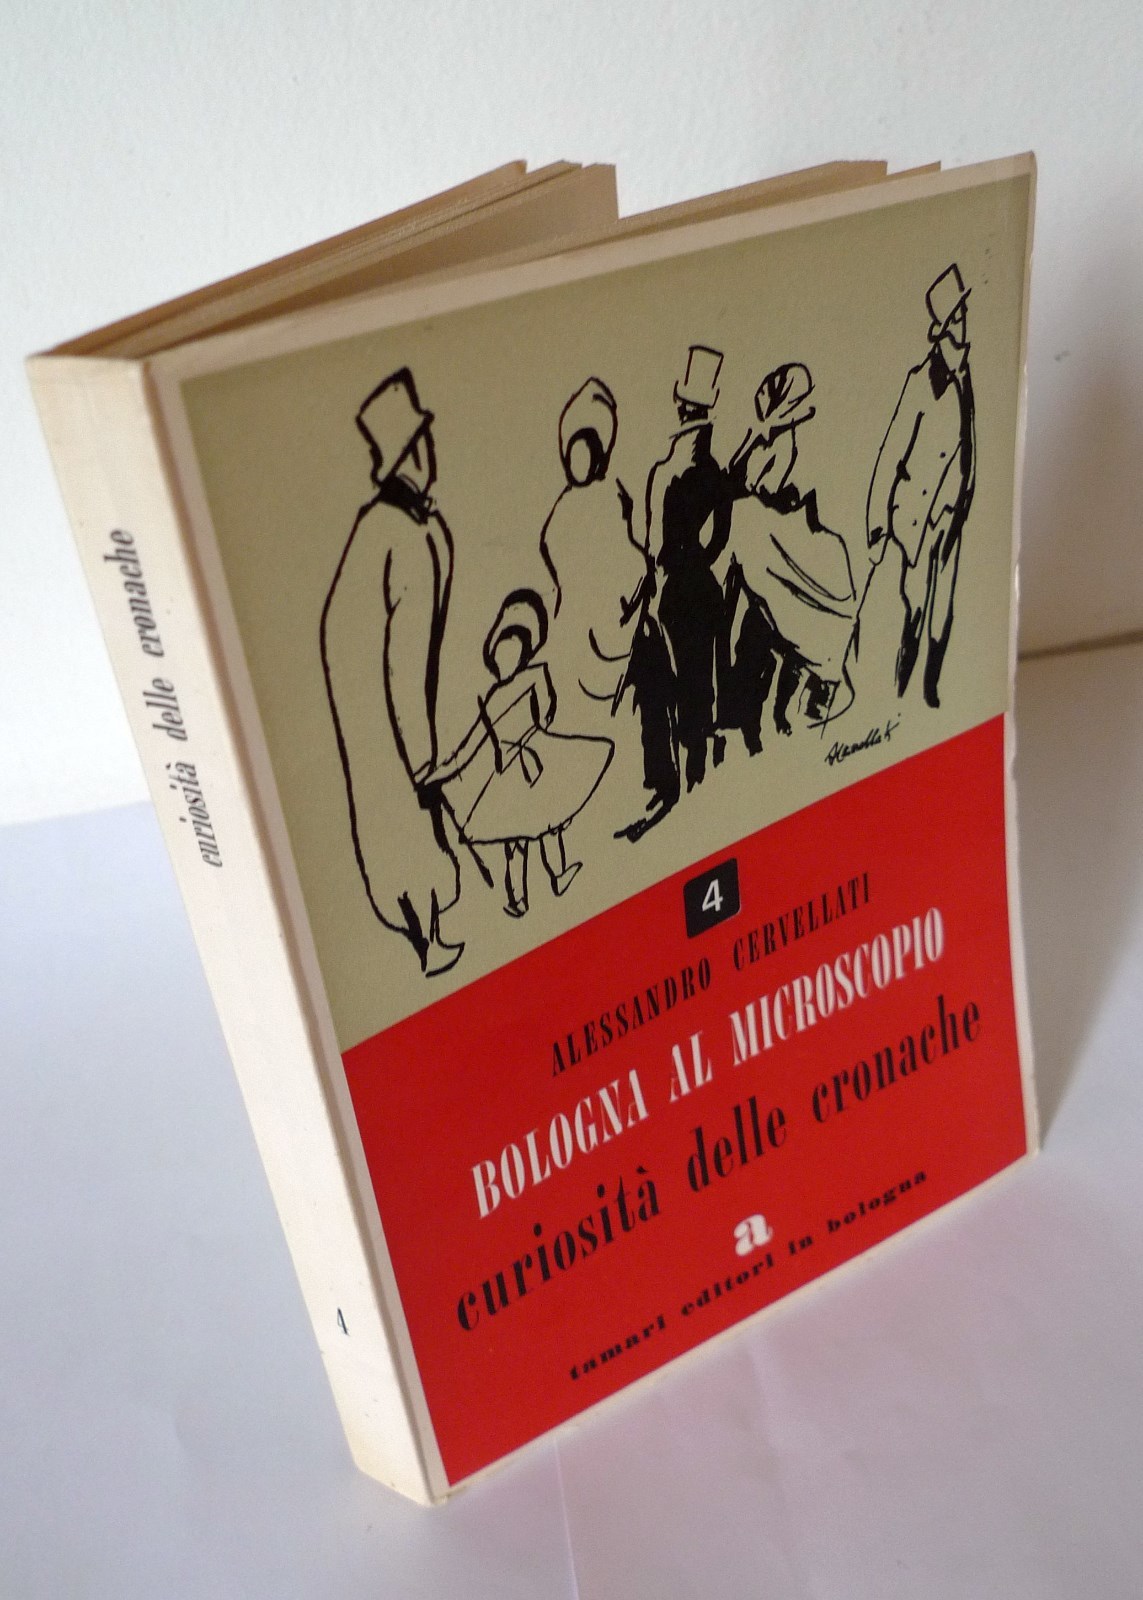 curiosità delle cronache
4
4
ALESSANDRO CERVELLATI
BOLOGNA AL MICROSCOPIO
curiosità delle cronache
a
tamari editori in bologna